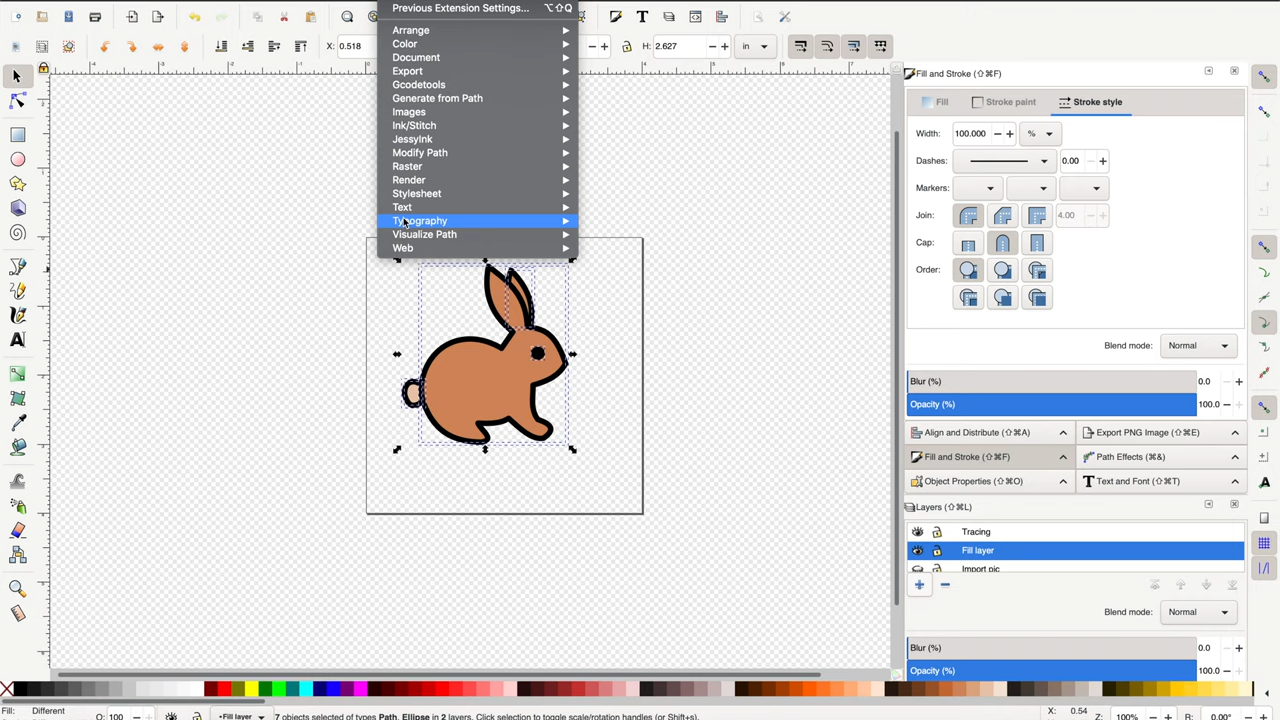 Previous Extension Settings... ⌥⇧Q
Arrange
Color
Document
Export
Gcodetools
Generate from Path
Images
Ink/Stitch
JessyInk
Modify Path
Raster
Render
Stylesheet
Text
Typography
Visualize Path
Web
X: 0.518
H: 2.627
in
Fill and Stroke (⇧⌘F)
Fill
Stroke paint
Stroke style
Width: 100.000 %
Dashes: 0.00
Markers:
Join: 4.00
Cap:
Order:
Blend mode: Normal
Blur (%) 0.0
Opacity (%) 100.0
Align and Distribute (⇧⌘A)
Export PNG Image (⇧⌘E)
Fill and Stroke (⇧⌘F)
Path Effects (⌘&)
Object Properties (⇧⌘O)
Text and Font (⇧⌘T)
Layers (⇧⌘L)
Tracing
Fill layer
Import pic
Blend mode: Normal
Blur (%) 0.0
Opacity (%) 100.0
Fill: Different
O: 100
•Fill layer
7 objects selected of types Path, Ellipse in 2 layers. Click selection to toggle scale/rotation handles (or Shift+s).
X: 0.54
Z: 100%
R: 0.00°